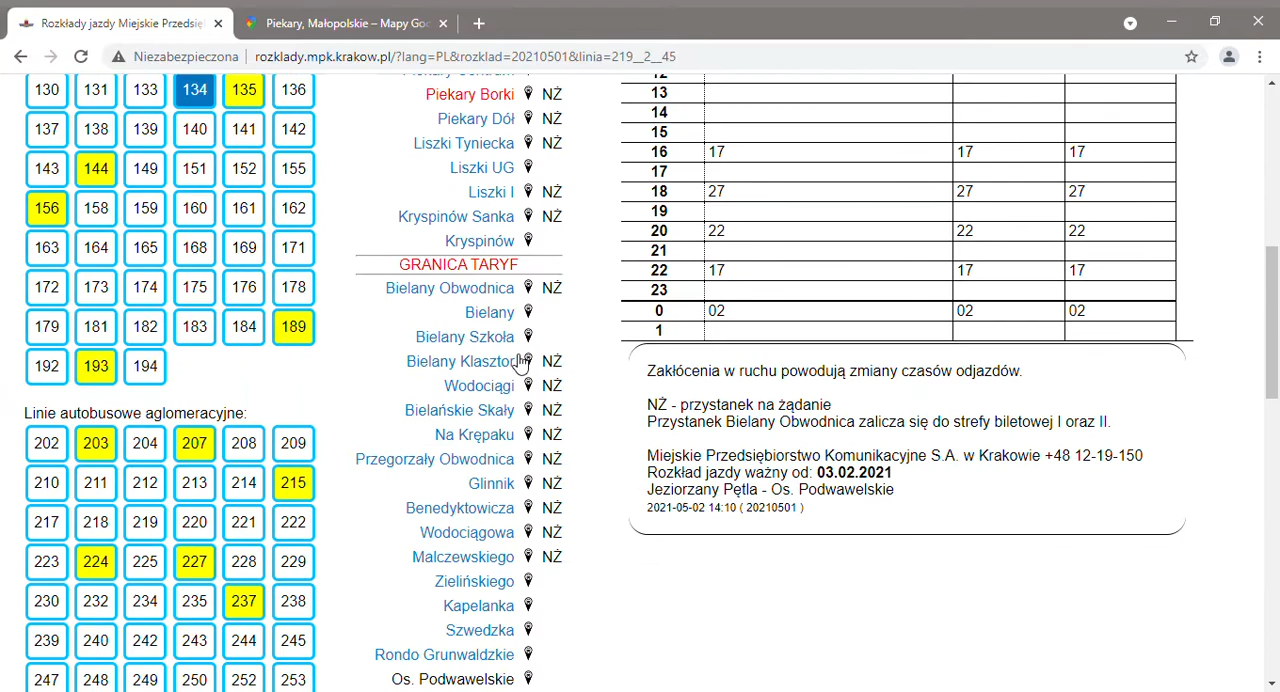 Rozkłady jazdy Miejskie Przedsięb
Piekary, Małopolskie – Mapy Goo
Niezabezpieczona
rozklady.mpk.krakow.pl/?lang=PL&rozklad=20210501&linia=219__2__45
130 131 133 134 135 136
137 138 139 140 141 142
143 144 149 151 152 155
156 158 159 160 161 162
163 164 165 168 169 171
172 173 174 175 176 178
179 181 182 183 184 189
192 193 194
Linie autobusowe aglomeracyjne:
202 203 204 207 208 209
210 211 212 213 214 215
217 218 219 220 221 222
223 224 225 227 228 229
230 232 234 235 237 238
239 240 242 243 244 245
247 248 249 250 252 253
Piekary Centrum
Piekary Borki NŻ
Piekary Dół NŻ
Liszki Tyniecka NŻ
Liszki UG
Liszki I NŻ
Kryspinów Sanka NŻ
Kryspinów
GRANICA TARYF
Bielany Obwodnica NŻ
Bielany
Bielany Szkoła
Bielany Klasztor NŻ
Wodociągi NŻ
Bielańskie Skały NŻ
Na Krępaku NŻ
Przegorzały Obwodnica NŻ
Glinnik NŻ
Benedyktowicza NŻ
Wodociągowa NŻ
Malczewskiego NŻ
Zielińskiego
Kapelanka
Szwedzka
Rondo Grunwaldzkie
Os. Podwawelskie
12
13
14
15
16 17 17 17
17
18 27 27 27
19
20 22 22 22
21
22 17 17 17
23
0 02 02 02
1
Zakłócenia w ruchu powodują zmiany czasów odjazdów.
NŻ - przystanek na żądanie
Przystanek Bielany Obwodnica zalicza się do strefy biletowej I oraz II.
Miejskie Przedsiębiorstwo Komunikacyjne S.A. w Krakowie +48 12-19-150
Rozkład jazdy ważny od: 03.02.2021
Jeziorzany Pętla - Os. Podwawelskie
2021-05-02 14:10 ( 20210501 )